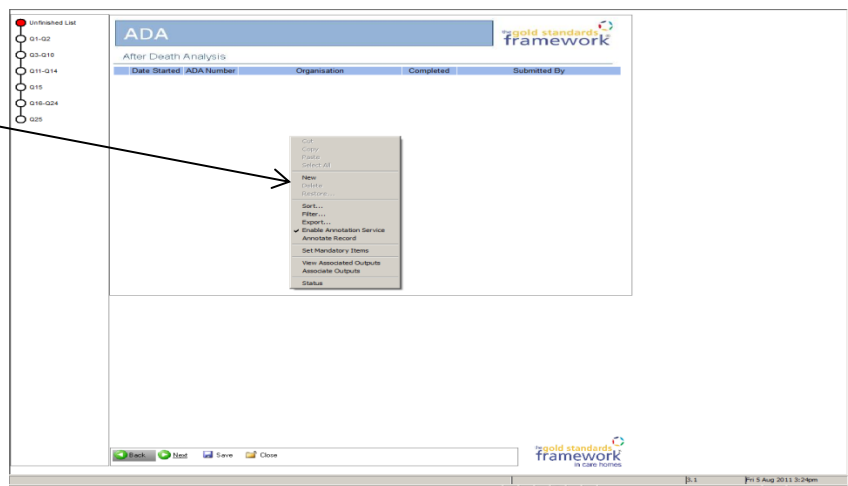 Unfinished List
Q1-Q2
Q3-Q10
Q11-Q14
Q15
Q16-Q24
Q25
ADA
the gold standards
framework
After Death Analysis
Date Started ADA Number Organisation Completed Submitted By
Cut
Copy
Paste
Select All
New
Delete
Restore...
Sort...
Filter...
Export...
Enable Annotation Service
Annotate Record
Set Mandatory Items
View Associated Outputs
Associate Outputs
Status
Back Next Save Close
the gold standards
framework
in care homes
3.1 Fri 5 Aug 2011 3:24pm